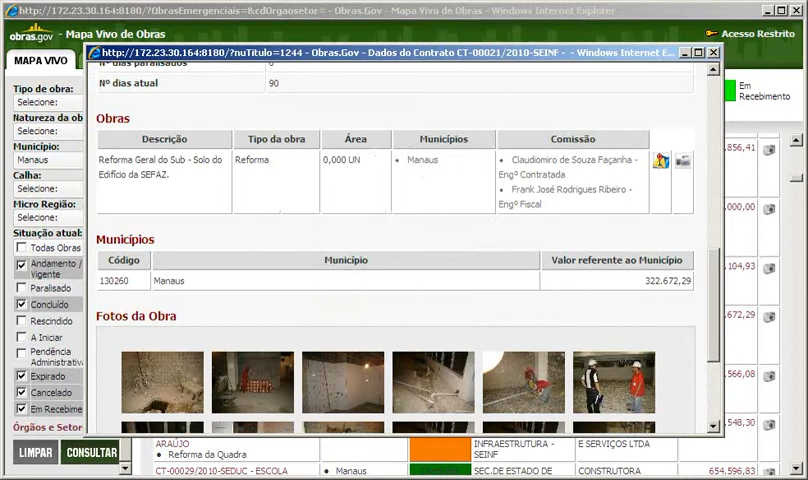 http://172.23.30.164:8180/?ObrasEmergenciais=8.cdOrgaosetor= - Obras.Gov - Mapa Vivo de Obras - Windows Internet Explorer
obras.gov - Mapa Vivo de Obras
Acesso Restrito
MAPA VIVO
http://172.23.30.164:8180/?nuTitulo=1244 - Obras.Gov - Dados do Contrato CT-00021/2010-SEINF - - Windows Internet E...
Nº dias paralisados 0
Nº dias atual 90
Em
Recebimento
Tipo de obra:
Selecione:
Natureza da ob
Selecione:
Município:
Manaus
Calha:
Selecione:
Micro Região:
Selecione:
Situação atual:
Todas Obras
Andamento /
Vigente
Paralisado
Concluído
Rescindido
A Iniciar
Pendência
Administrativa
Expirado
Cancelado
Em Recebime
Órgãos e Setor
LIMPAR CONSULTAR
Obras
Descrição Tipo da obra Área Municípios Comissão
Reforma Geral do Sub - Solo do Reforma 0,000 UN • Manaus • Claudiomiro de Souza Façanha -
Edifício da SEFAZ. Engº Contratada
• Frank José Rodrigues Ribeiro -
Engº Fiscal
Municípios
Código Município Valor referente ao Município
130260 Manaus 322.672,29
Fotos da Obra
.856,41
.000,00
.104,93
.672,29
.566,08
.548,30
ARAÚJO INFRAESTRUTURA - E SERVIÇOS LTDA
• Reforma da Quadra SEINF
CT-00029/2010-SEDUC - ESCOLA • Manaus SEC.DE ESTADO DE CONSTRUTORA 654.596,83